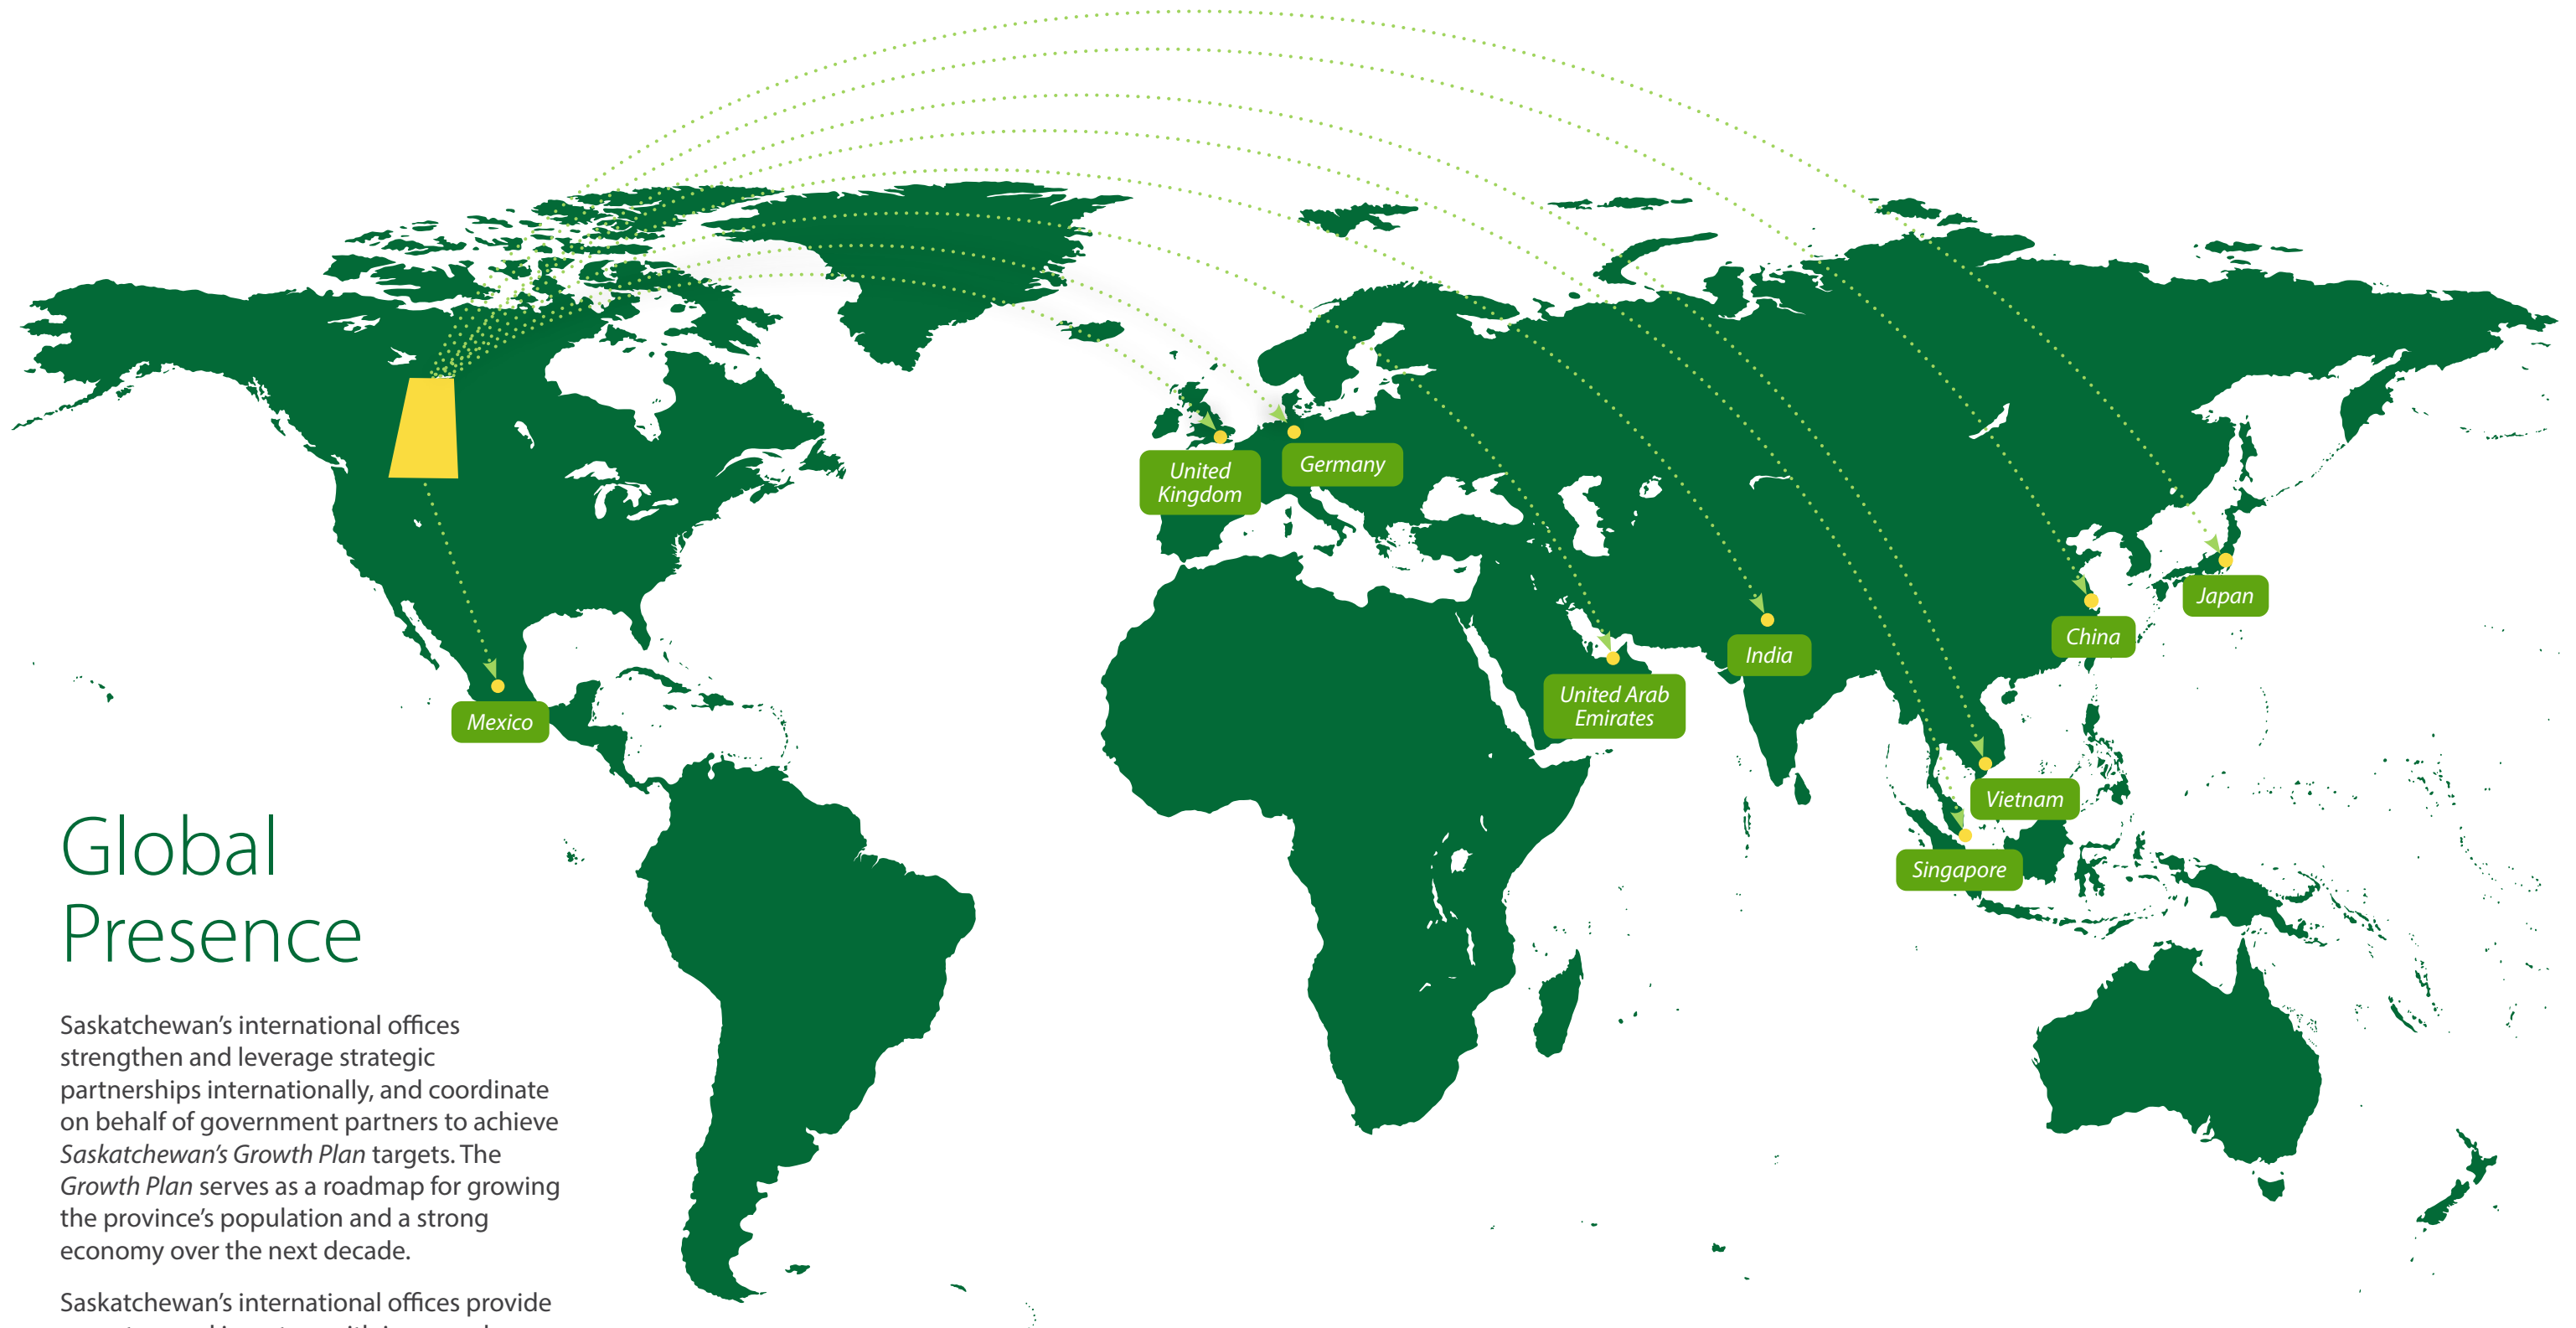 United
Kingdom
Germany
Japan
China
India
United Arab
Emirates
Mexico
Vietnam
Singapore
Global
Presence
Saskatchewan’s international offices
strengthen and leverage strategic
partnerships internationally, and coordinate
on behalf of government partners to achieve
Saskatchewan’s Growth Plan targets. The
Growth Plan serves as a roadmap for growing
the province’s population and a strong
economy over the next decade.
Saskatchewan’s international offices provide